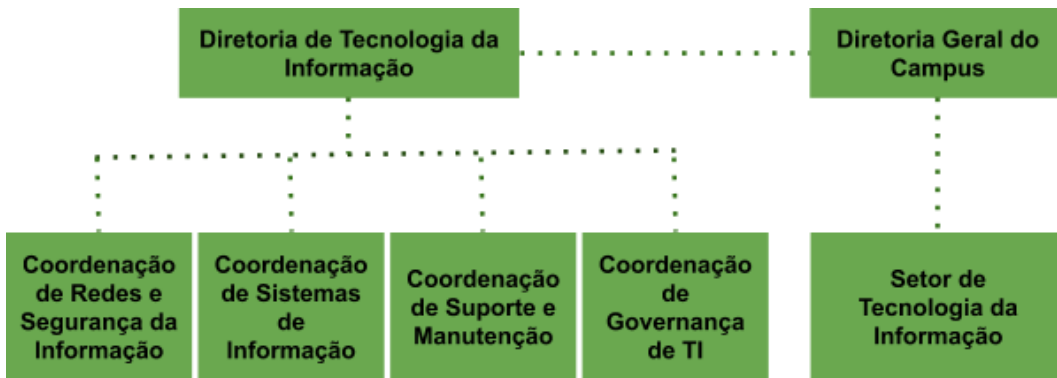 Diretoria de Tecnologia da
Informação
Diretoria Geral do
Campus
Coordenação
de Redes e
Segurança da
Informação
Coordenação
de Sistemas
de
Informação
Coordenação
de Suporte e
Manutenção
Coordenação
de
Governança
de TI
Setor de
Tecnologia da
Informação